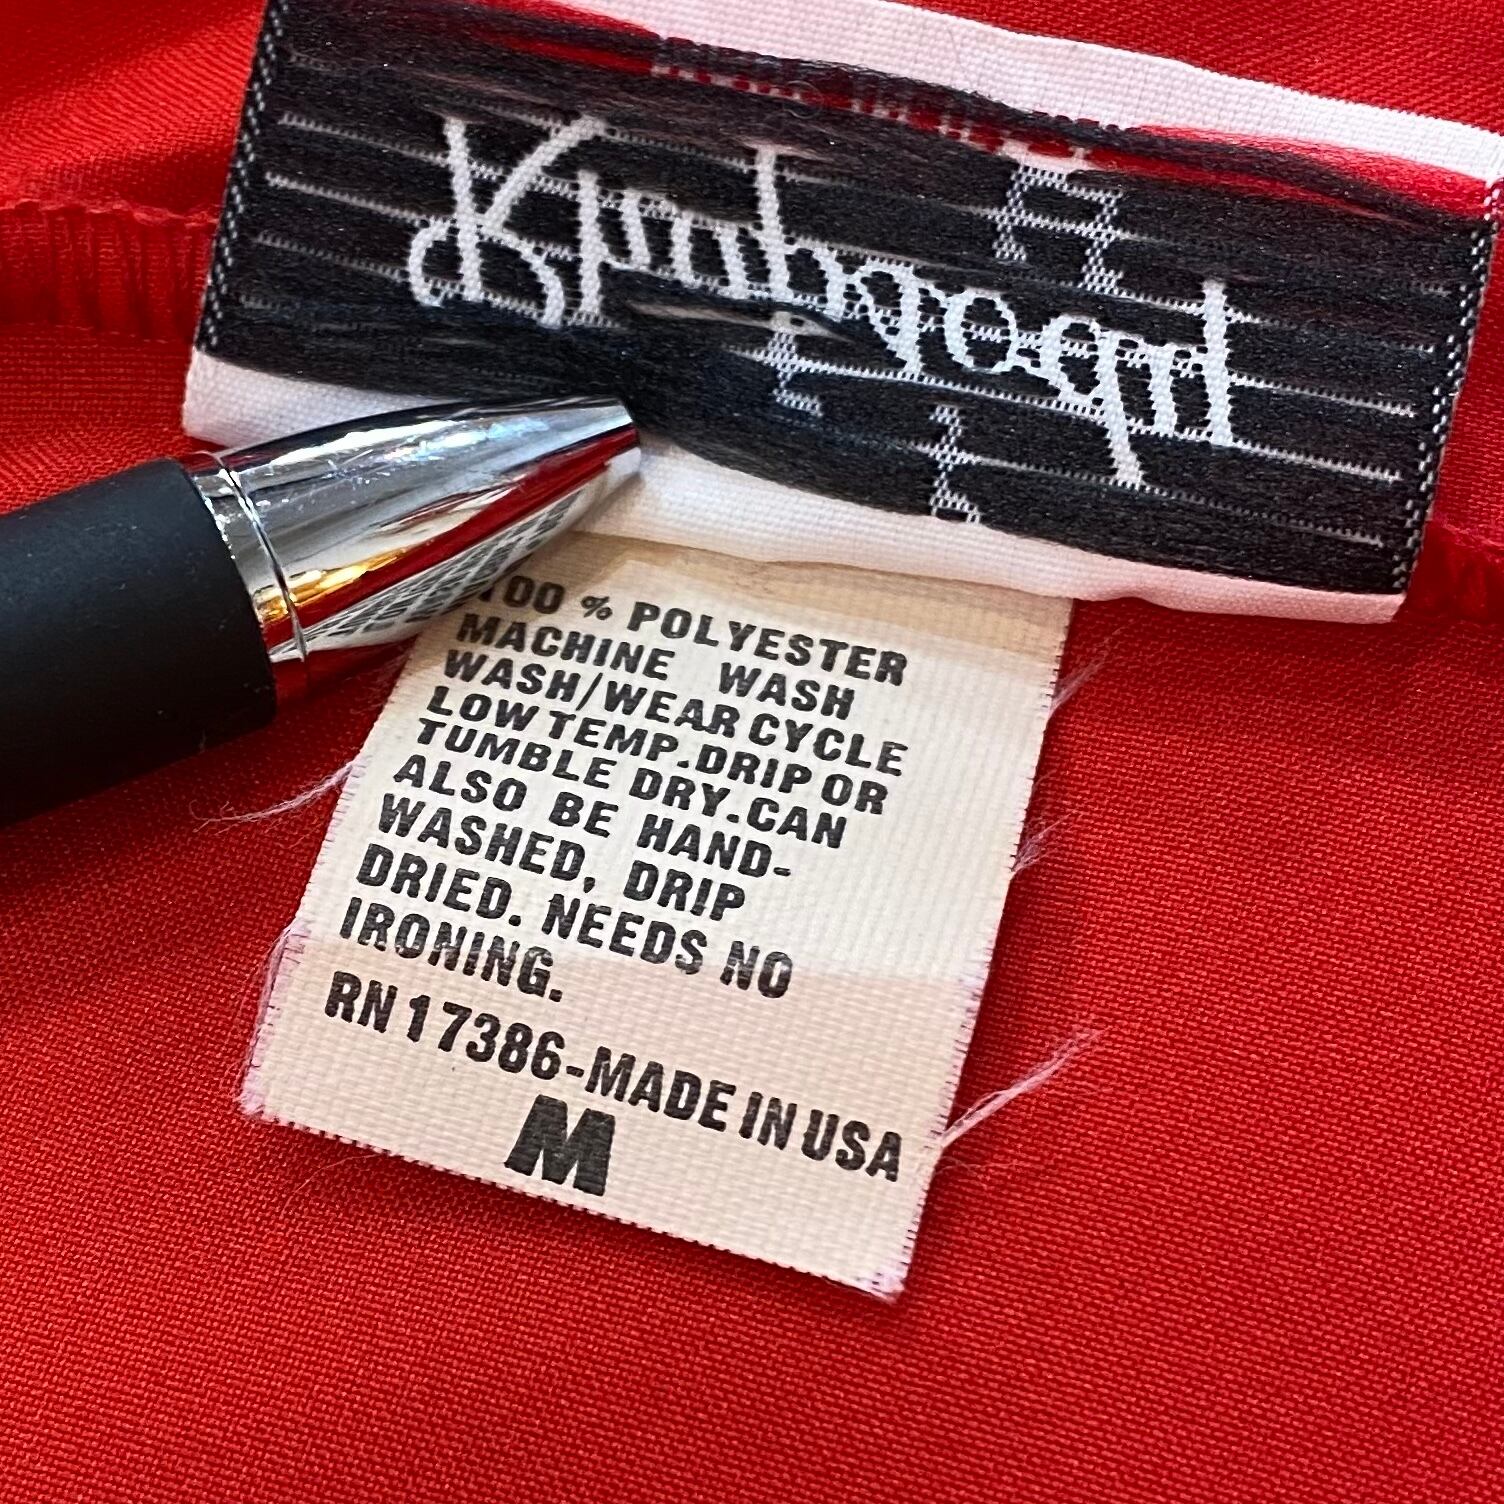 100 % POLYESTER
MACHINE WASH
WASH/WEAR CYCLE
LOW TEMP. DRIP OR
TUMBLE DRY. CAN
ALSO BE HAND-
WASHED, DRIP
DRIED. NEEDS NO
IRONING.
RN 17386-MADE IN USA
M